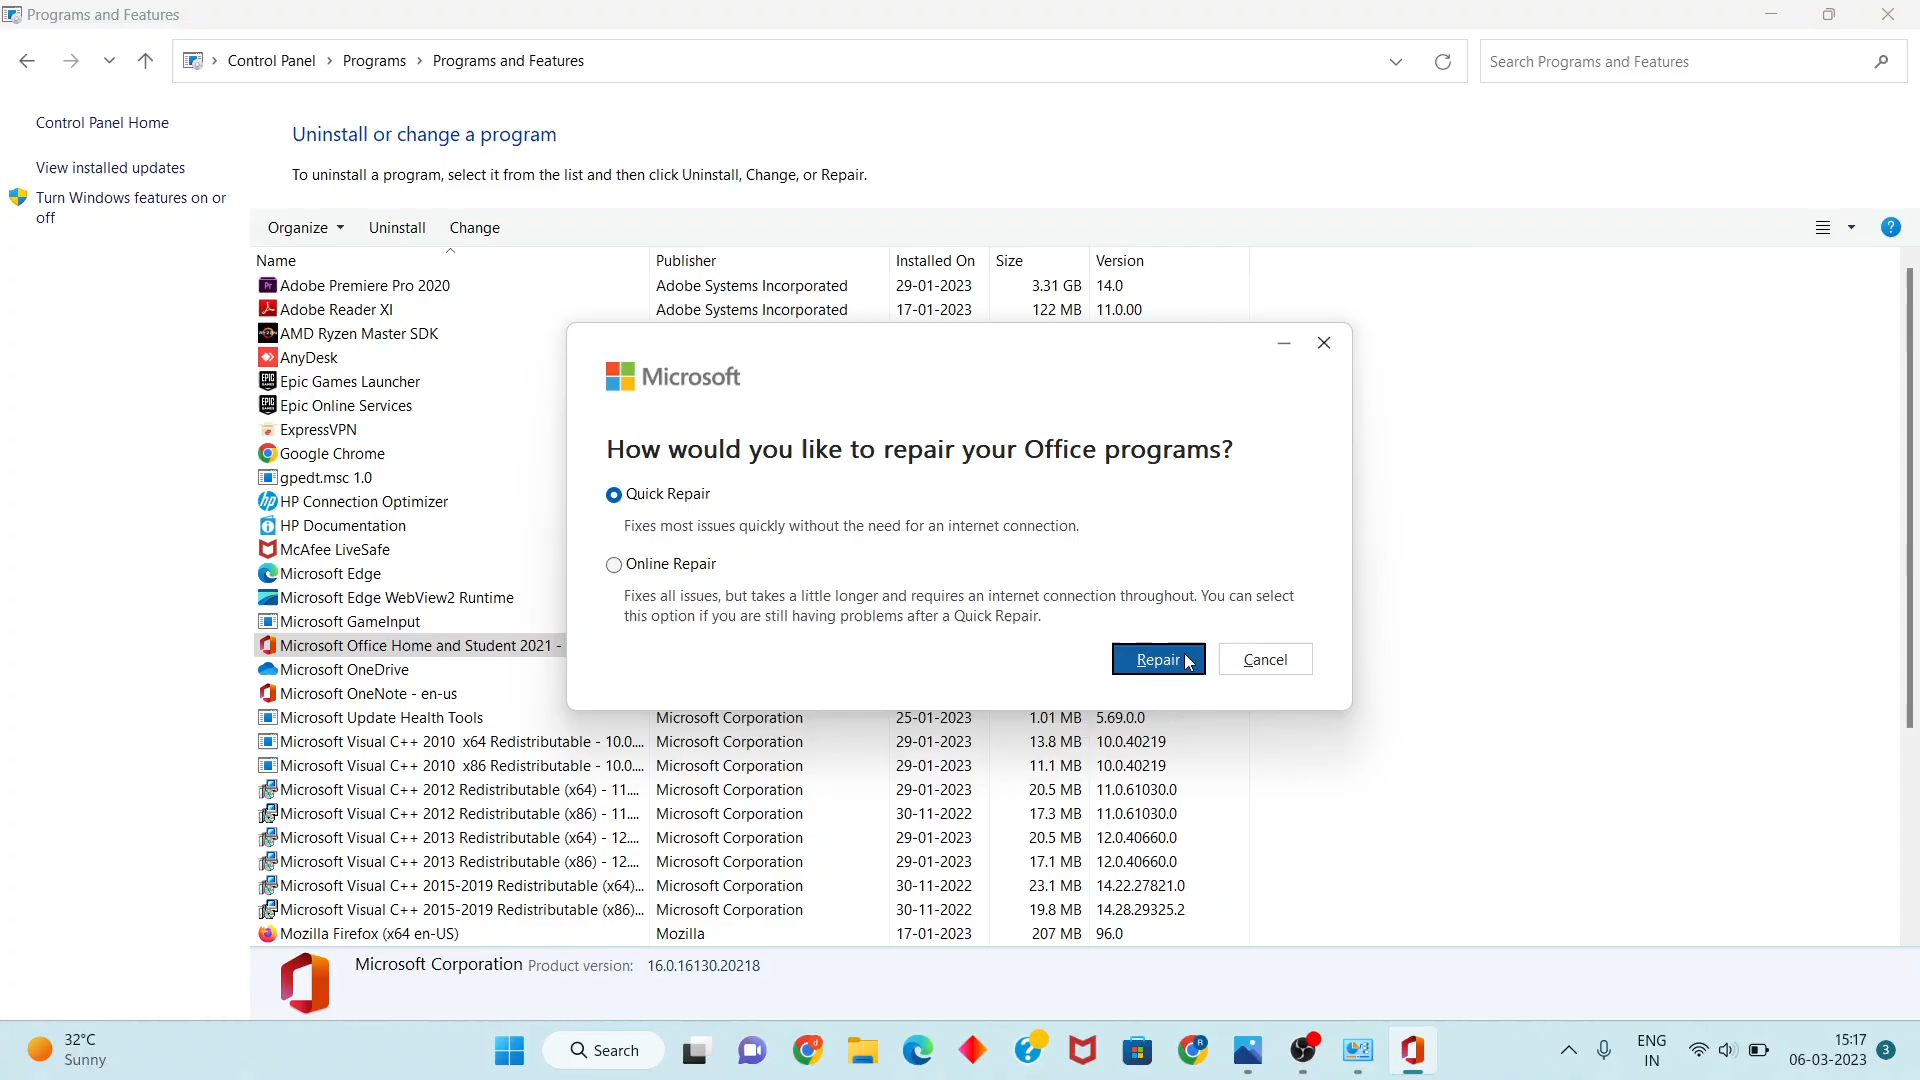 Programs and Features
Control Panel > Programs > Programs and Features
Search Programs and Features
Control Panel Home
View installed updates
Turn Windows features on or
off
Uninstall or change a program
To uninstall a program, select it from the list and then click Uninstall, Change, or Repair.
Organize Uninstall Change
Name Publisher Installed On Size Version
Adobe Premiere Pro 2020 Adobe Systems Incorporated 29-01-2023 3.31 GB 14.0
Adobe Reader XI Adobe Systems Incorporated 17-01-2023 122 MB 11.0.00
AMD Ryzen Master SDK
AnyDesk
Epic Games Launcher
Epic Online Services
ExpressVPN
Google Chrome
gpedt.msc 1.0
HP Connection Optimizer
HP Documentation
McAfee LiveSafe
Microsoft Edge
Microsoft Edge WebView2 Runtime
Microsoft GameInput
Microsoft Office Home and Student 2021 -
Microsoft OneDrive
Microsoft OneNote - en-us
Microsoft Update Health Tools Microsoft Corporation 25-01-2023 1.01 MB 5.69.0.0
Microsoft Visual C++ 2010 x64 Redistributable - 10.0.... Microsoft Corporation 29-01-2023 13.8 MB 10.0.40219
Microsoft Visual C++ 2010 x86 Redistributable - 10.0.... Microsoft Corporation 29-01-2023 11.1 MB 10.0.40219
Microsoft Visual C++ 2012 Redistributable (x64) - 11.... Microsoft Corporation 29-01-2023 20.5 MB 11.0.61030.0
Microsoft Visual C++ 2012 Redistributable (x86) - 11.... Microsoft Corporation 30-11-2022 17.3 MB 11.0.61030.0
Microsoft Visual C++ 2013 Redistributable (x64) - 12.... Microsoft Corporation 29-01-2023 20.5 MB 12.0.40660.0
Microsoft Visual C++ 2013 Redistributable (x86) - 12.... Microsoft Corporation 29-01-2023 17.1 MB 12.0.40660.0
Microsoft Visual C++ 2015-2019 Redistributable (x64)... Microsoft Corporation 30-11-2022 23.1 MB 14.22.27821.0
Microsoft Visual C++ 2015-2019 Redistributable (x86)... Microsoft Corporation 30-11-2022 19.8 MB 14.28.29325.2
Mozilla Firefox (x64 en-US) Mozilla 17-01-2023 207 MB 96.0
Microsoft
How would you like to repair your Office programs?
Quick Repair
Fixes most issues quickly without the need for an internet connection.
Online Repair
Fixes all issues, but takes a little longer and requires an internet connection throughout. You can select
this option if you are still having problems after a Quick Repair.
Repair Cancel
Microsoft Corporation Product version: 16.0.16130.20218
32°C
Sunny
Search
ENG
IN
15:17
06-03-2023
3